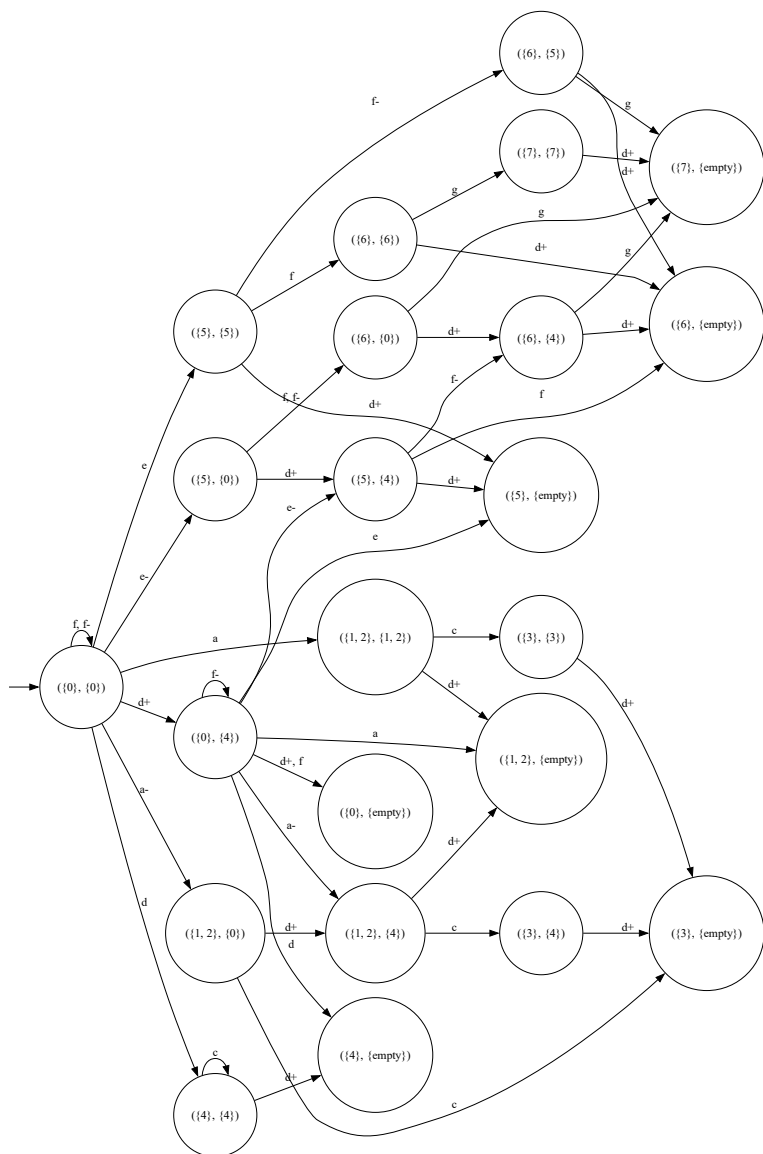 ({6}, {5})
f-
g
({7}, {7})
d+
({7}, {empty})
d+
g
g
({6}, {6})
d+
g
f
({6}, {empty})
({5}, {5})
({6}, {0})
d+
({6}, {4})
d+
f-
f, f-
f
d+
e
({5}, {0})
d+
({5}, {4})
d+
({5}, {empty})
e-
e
e-
f, f-
a
({1, 2}, {1, 2})
c
({3}, {3})
f-
d+
({0}, {0})
d+
d+
({0}, {4})
a
({1, 2}, {empty})
d+, f
a-
({0}, {empty})
a-
d+
d
({1, 2}, {0})
d+
({1, 2}, {4})
c
({3}, {4})
d+
({3}, {empty})
d
c
({4}, {empty})
d+
({4}, {4})
c